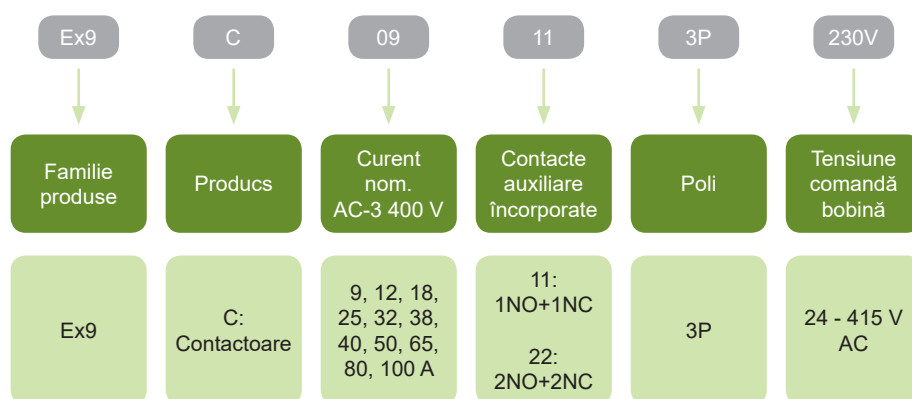 Ex9
C
09
11
3P
230V
Familie
produse
Producs
Curent
nom.
AC-3 400 V
Contacte
auxiliare
încorporate
Poli
Tensiune
comandă
bobină
Ex9
C:
Contactoare
9, 12, 18,
25, 32, 38,
40, 50, 65,
80, 100 A
11:
1NO+1NC
22:
2NO+2NC
3P
24 - 415 V
AC